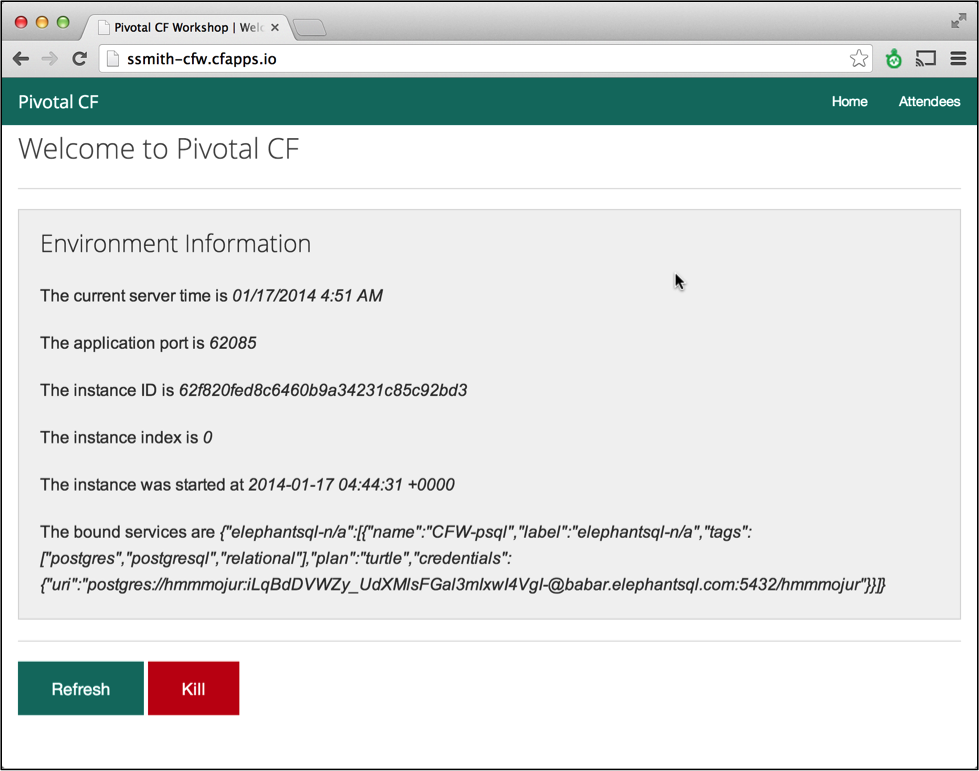 Pivotal CF Workshop | Welc
ssmith-cfw.cfapps.io
Pivotal CF Home Attendees
Welcome to Pivotal CF
Environment Information
The current server time is 01/17/2014 4:51 AM
The application port is 62085
The instance ID is 62f820fed8c6460b9a34231c85c92bd3
The instance index is 0
The instance was started at 2014-01-17 04:44:31 +0000
The bound services are {"elephantsql-n/a":[{"name":"CFW-psql","label":"elephantsql-n/a","tags":
["postgres","postgresql","relational"],"plan":"turtle","credentials":
{"uri":"postgres://hmmmojur:iLqBdDVWZy_UdXMlsFGal3mlxwI4Vgl-@babar.elephantsql.com:5432/hmmmojur"}}]}
Refresh Kill